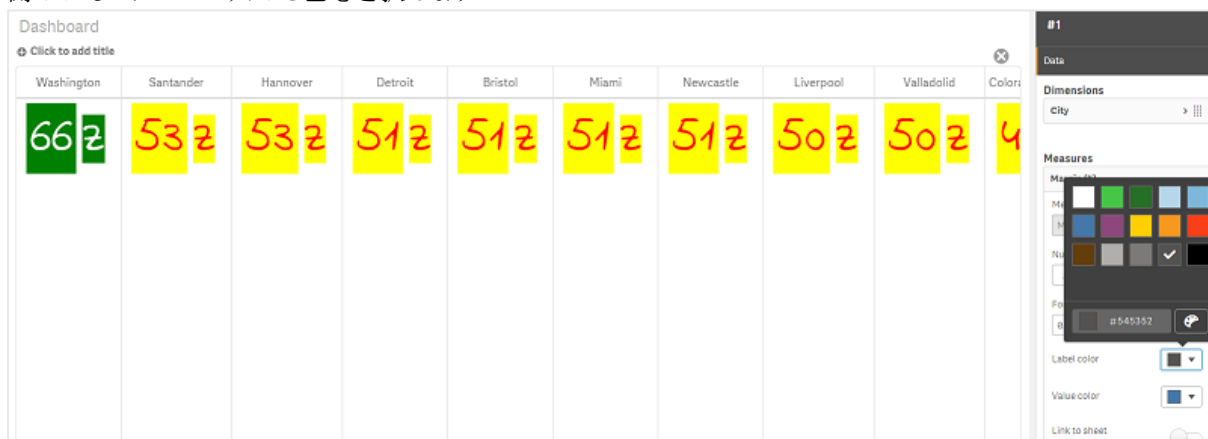 Dashboard
Click to add title
Washington Santander Hannover Detroit Bristol Miami Newcastle Liverpool Valladolid
66 z 53 z 53 z 51 z 51 z 51 z 51 z 50 z 50 z 4
#1
Data
Dimensions
City
Measures
#545352
Label color
Value color
Link to sheet